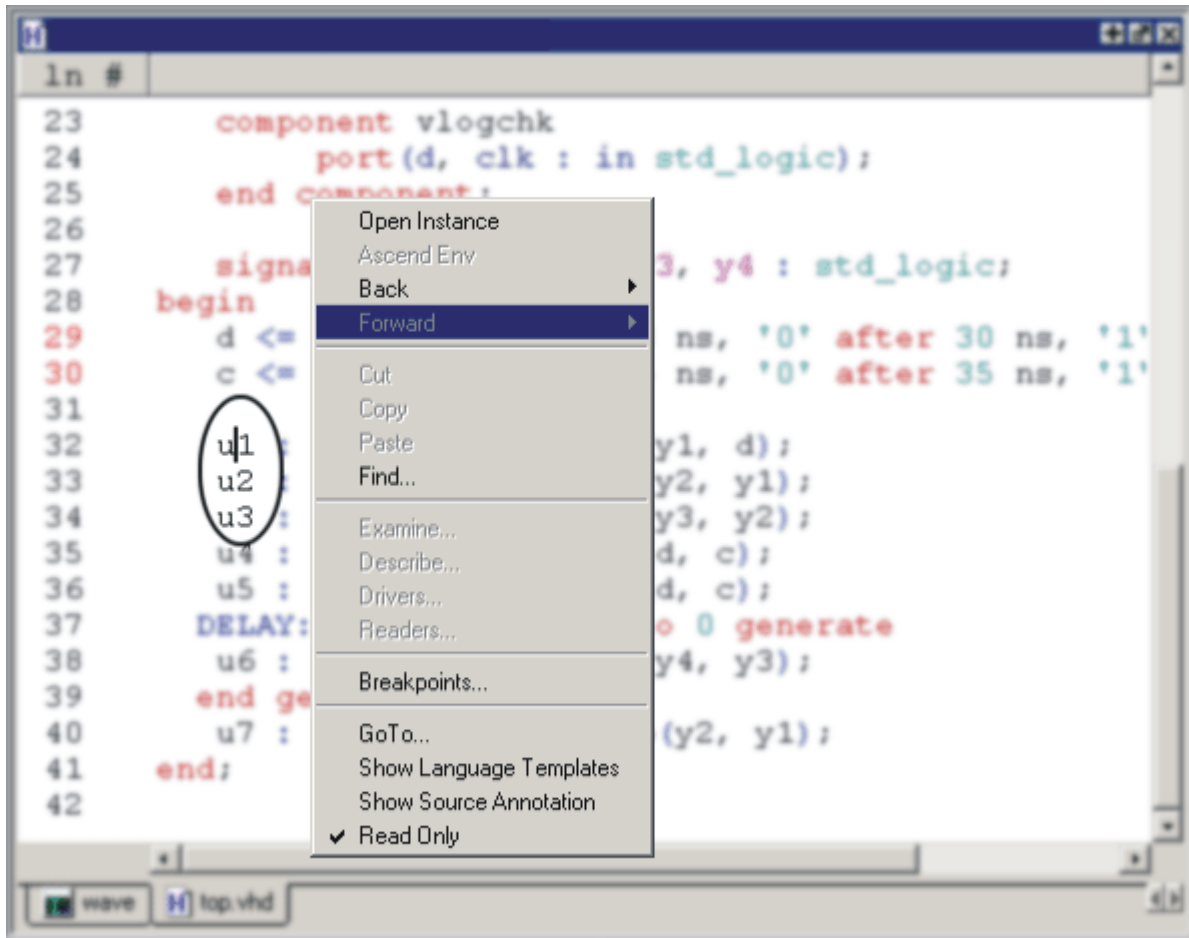 ln #
23 component vlogchk
24 port(d, clk : in std_logic);
25 end component;
26
27 signa 3, y4 : std_logic;
28 begin
29 d <= ns, '0' after 30 ns, '1'
30 c <= ns, '0' after 35 ns, '1'
31
32 u1 : y1, d);
33 u2 : y2, y1);
34 u3 : y3, y2);
35 u4 : d, c);
36 u5 : d, c);
37 DELAY: o 0 generate
38 u6 : y4, y3);
39 end ge
40 u7 : (y2, y1);
41 end;
42
Open Instance
Ascend Env
Back
Forward
Cut
Copy
Paste
Find...
Examine...
Describe...
Drivers...
Readers...
Breakpoints...
GoTo...
Show Language Templates
Show Source Annotation
Read Only
wave top.vhd